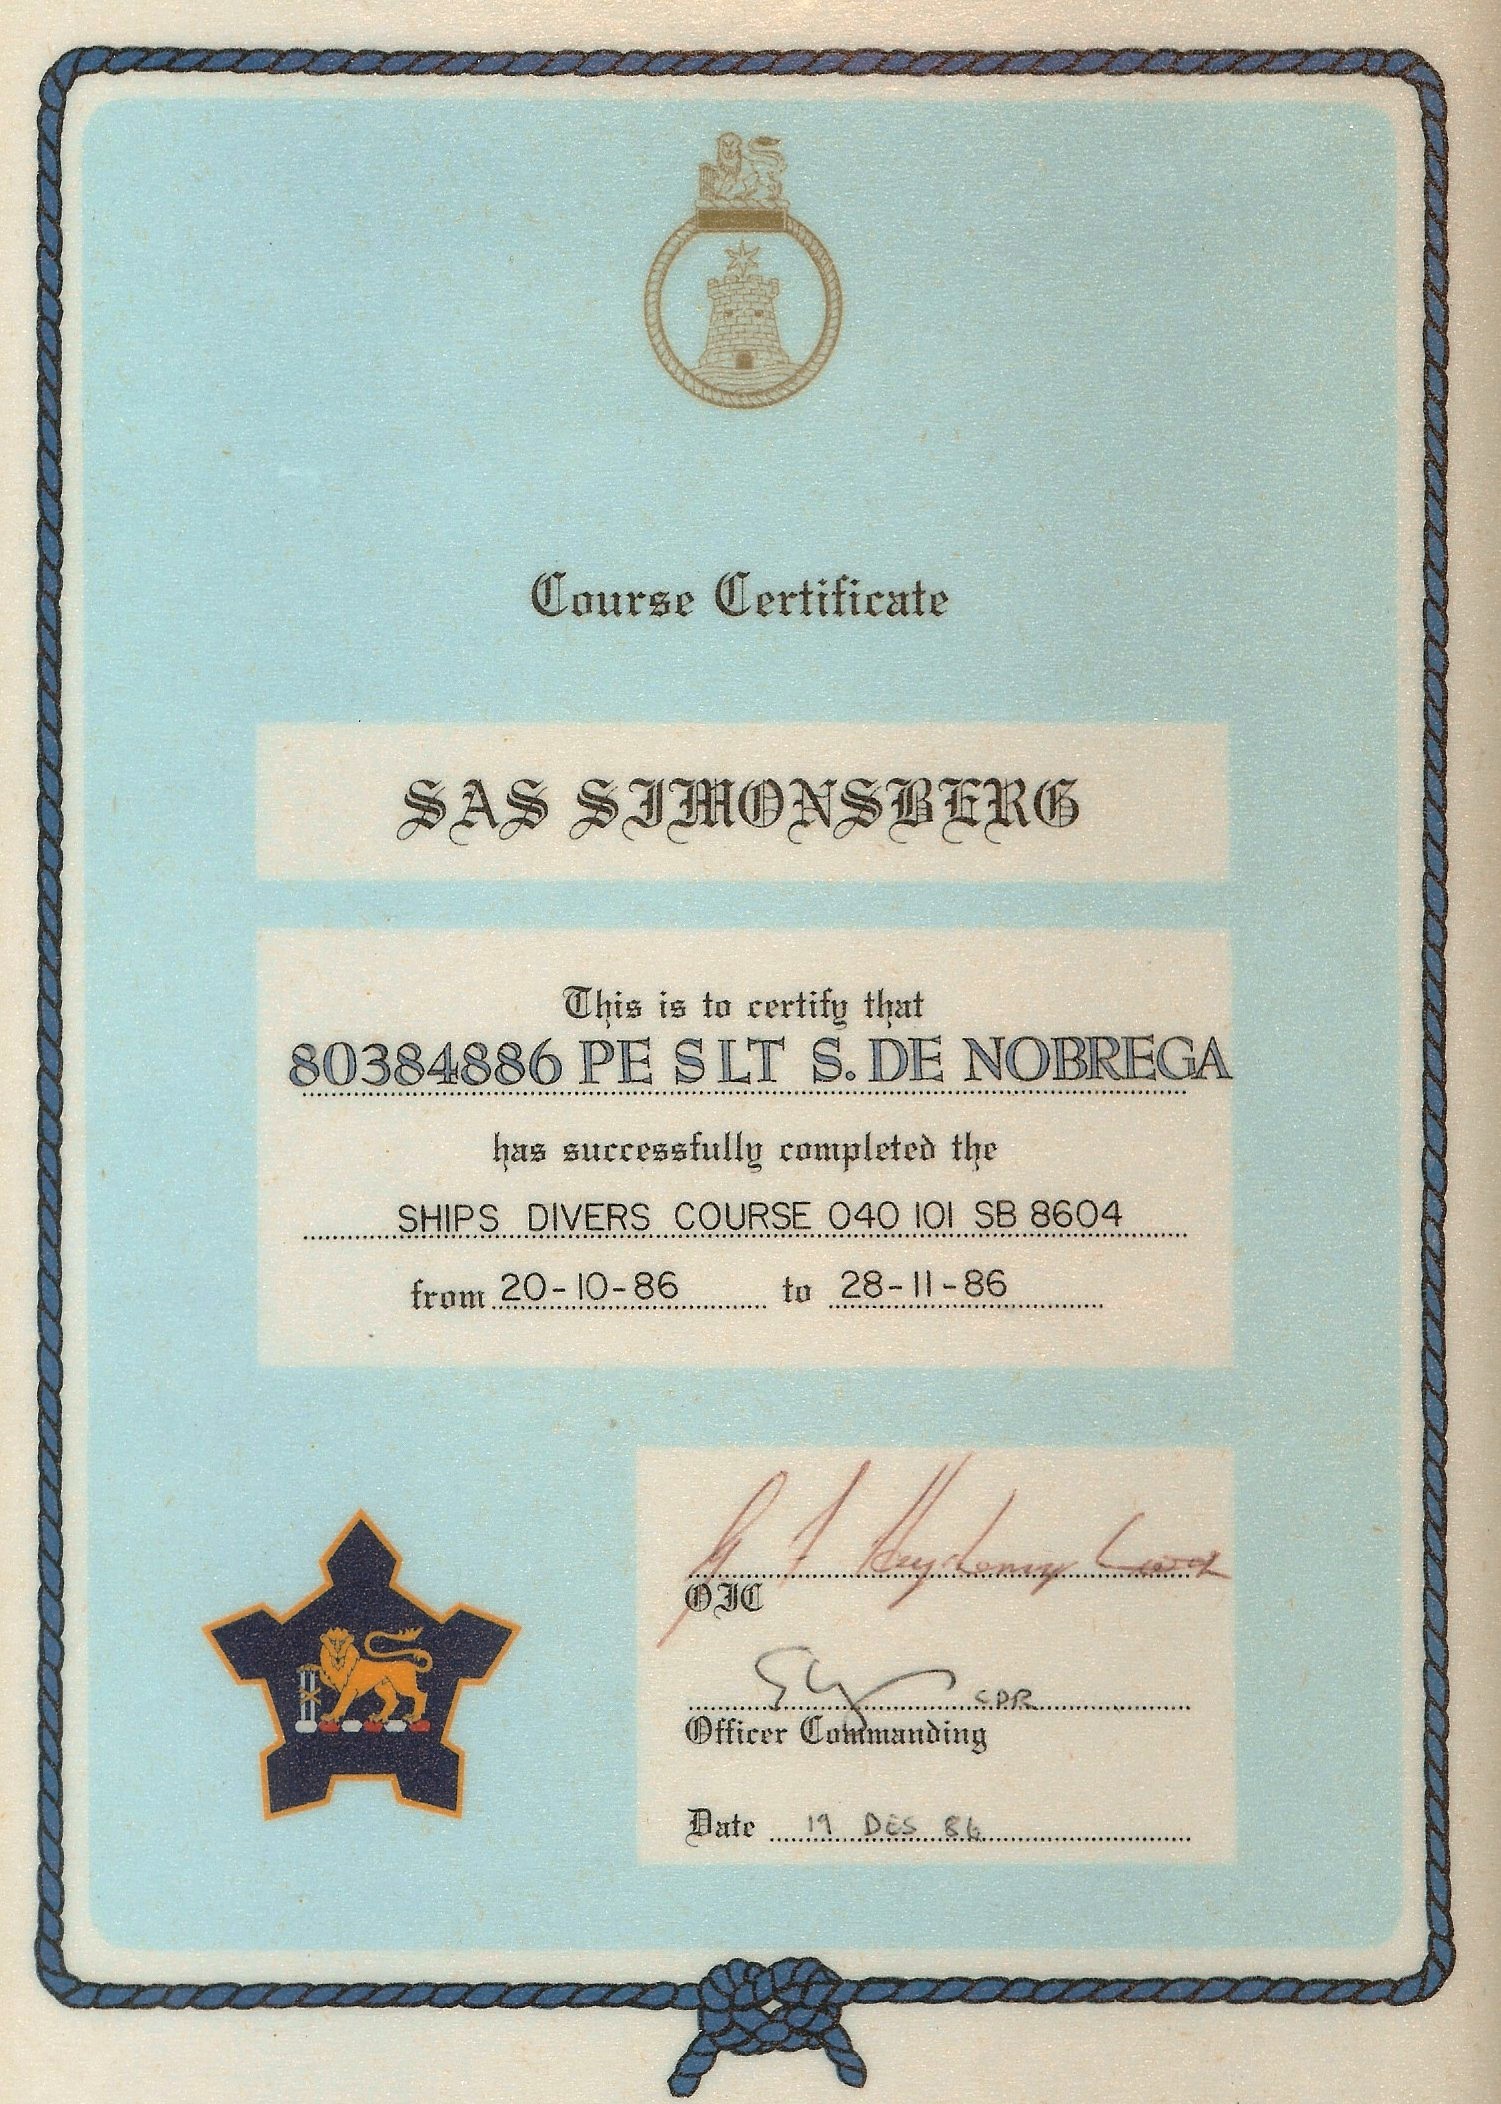 Course Certificate
SAS SIMONSBERG
This is to certify that
80384886 PE S LT S. DE NOBREGA
has successfully completed the
SHIPS DIVERS COURSE 040 101 SB 8604
from 20-10-86 to 28-11-86
OJC
CDR
Officer Commanding
Date 19 DES 86